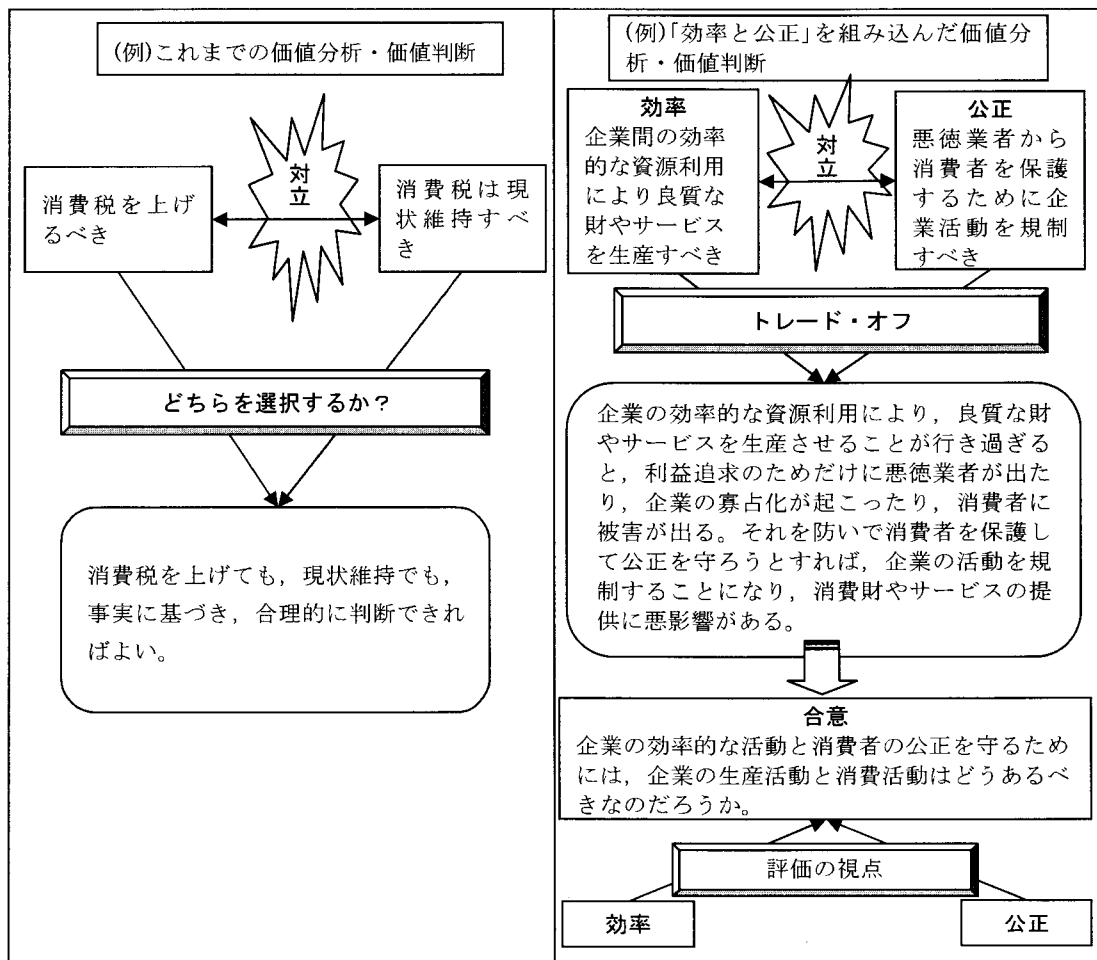 (例)これまでの価値分析・価値判断
対
立
消費税を上げ
るべき
消費税は現
状維持すべ
き
どちらを選択するか？
消費税を上げても，現状維持でも，
事実に基づき，合理的に判断できれ
ばよい。
(例)「効率と公正」を組み込んだ価値分
析・価値判断
効率
企業間の効率
的な資源利用
により良質な
財やサービス
を生産すべき
対
立
公正
悪徳業者から
消費者を保護
するために企
業活動を規制
すべき
トレード・オフ
企業の効率的な資源利用により，良質な財
やサービスを生産させることが行き過ぎる
と，利益追求のためだけに悪徳業者が出た
り，企業の寡占化が起こったり，消費者に
被害が出る。それを防いで消費者を保護し
て公正を守ろうとすれば，企業の活動を規
制することになり，消費財やサービスの提
供に悪影響がある。
合意
企業の効率的な活動と消費者の公正を守るため
には，企業の生産活動と消費活動はどうあるべ
きなのだろうか。
評価の視点
効率
公正